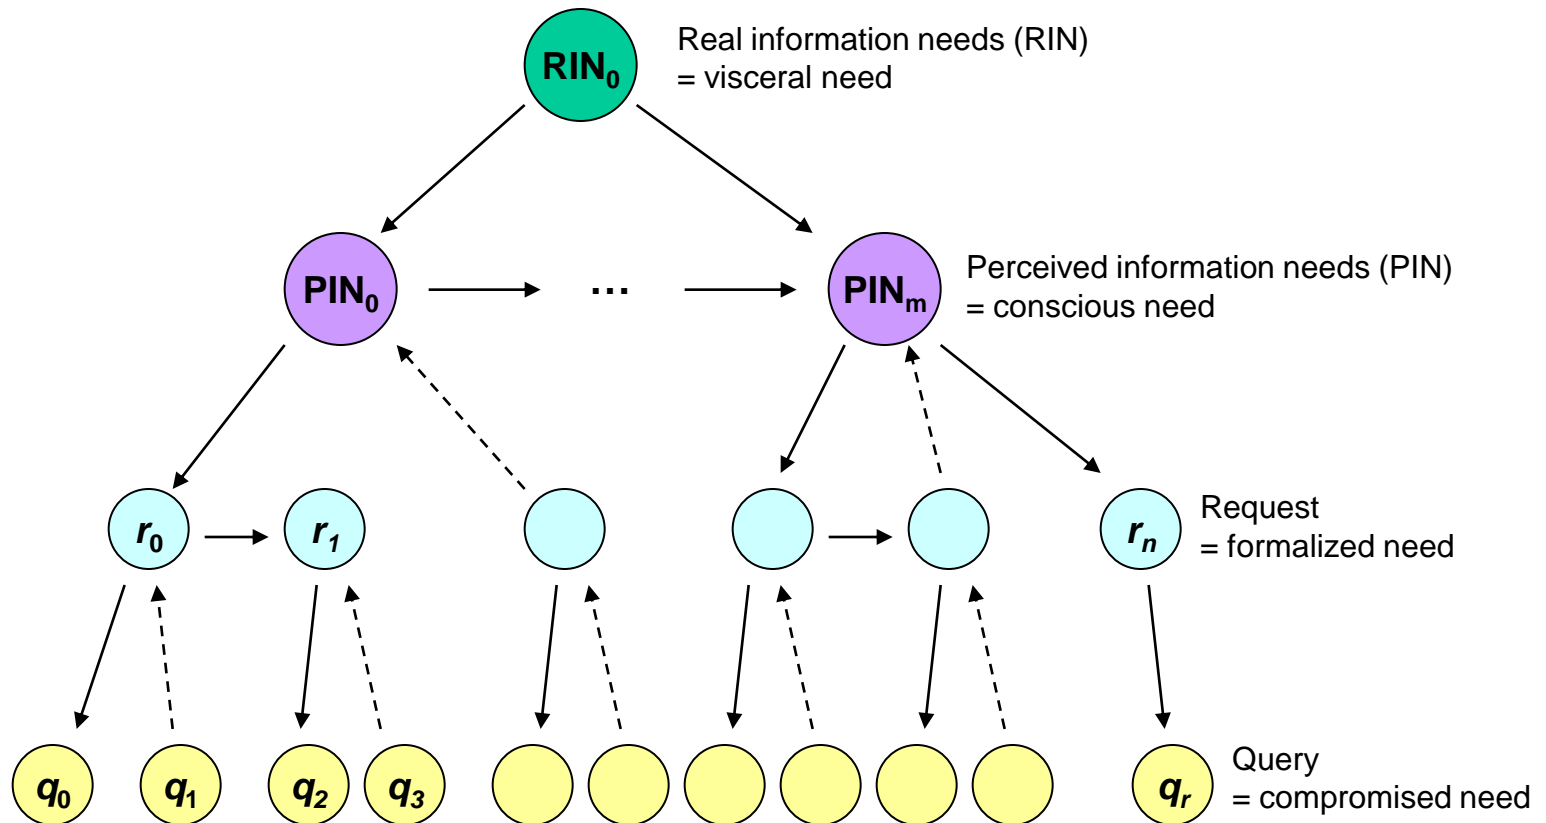 RIN0
Real information needs (RIN)
= visceral need
PIN0
...
PINm
Perceived information needs (PIN)
= conscious need
r0
r1
rn
Request
= formalized need
q0
q1
q2
q3
qr
Query
= compromised need